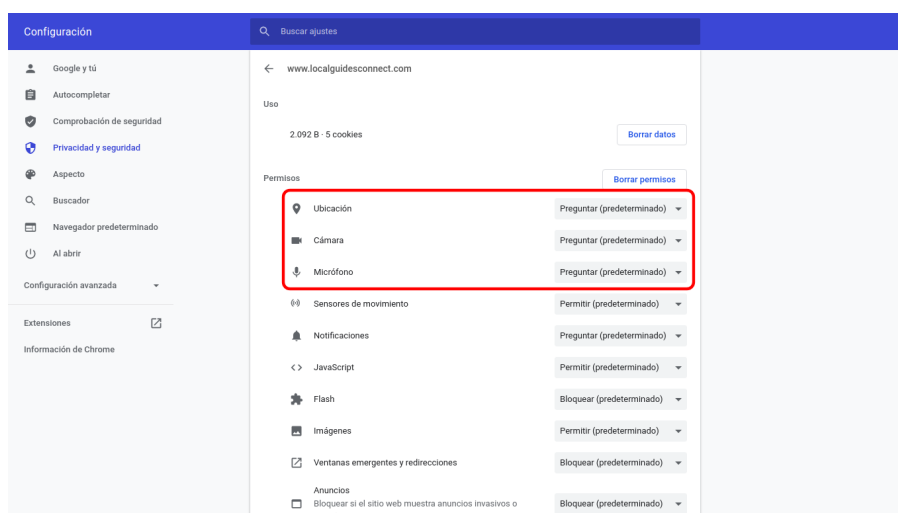 Configuración
Buscar ajustes
Google y tú
Autocompletar
Comprobación de seguridad
Privacidad y seguridad
Aspecto
Buscador
Navegador predeterminado
Al abrir
Configuración avanzada
Extensiones
Información de Chrome
www.localguidesconnect.com
Uso
2.092 B · 5 cookies Borrar datos
Permisos Borrar permisos
Ubicación Preguntar (predeterminado)
Cámara Preguntar (predeterminado)
Micrófono Preguntar (predeterminado)
Sensores de movimiento Permitir (predeterminado)
Notificaciones Preguntar (predeterminado)
JavaScript Permitir (predeterminado)
Flash Bloquear (predeterminado)
Imágenes Permitir (predeterminado)
Ventanas emergentes y redirecciones Bloquear (predeterminado)
Anuncios
Bloquear si el sitio web muestra anuncios invasivos o Bloquear (predeterminado)